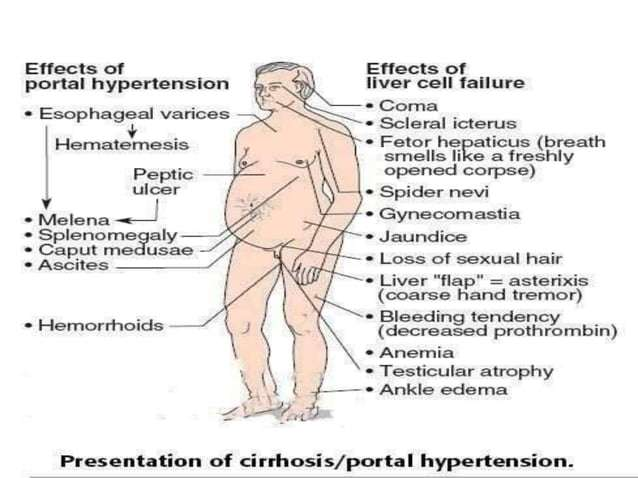 Effects of
portal hypertension
• Esophageal varices
Hematemesis
Peptic
ulcer
• Melena
• Splenomegaly
• Caput medusae
• Ascites
• Hemorrhoids
Effects of
liver cell failure
• Coma
• Scleral icterus
• Fetor hepaticus (breath
smells like a freshly
opened corpse)
• Spider nevi
• Gynecomastia
• Jaundice
• Loss of sexual hair
• Liver "flap" = asterixis
(coarse hand tremor)
• Bleeding tendency
(decreased prothrombin)
• Anemia
• Testicular atrophy
• Ankle edema
Presentation of cirrhosis/portal hypertension.